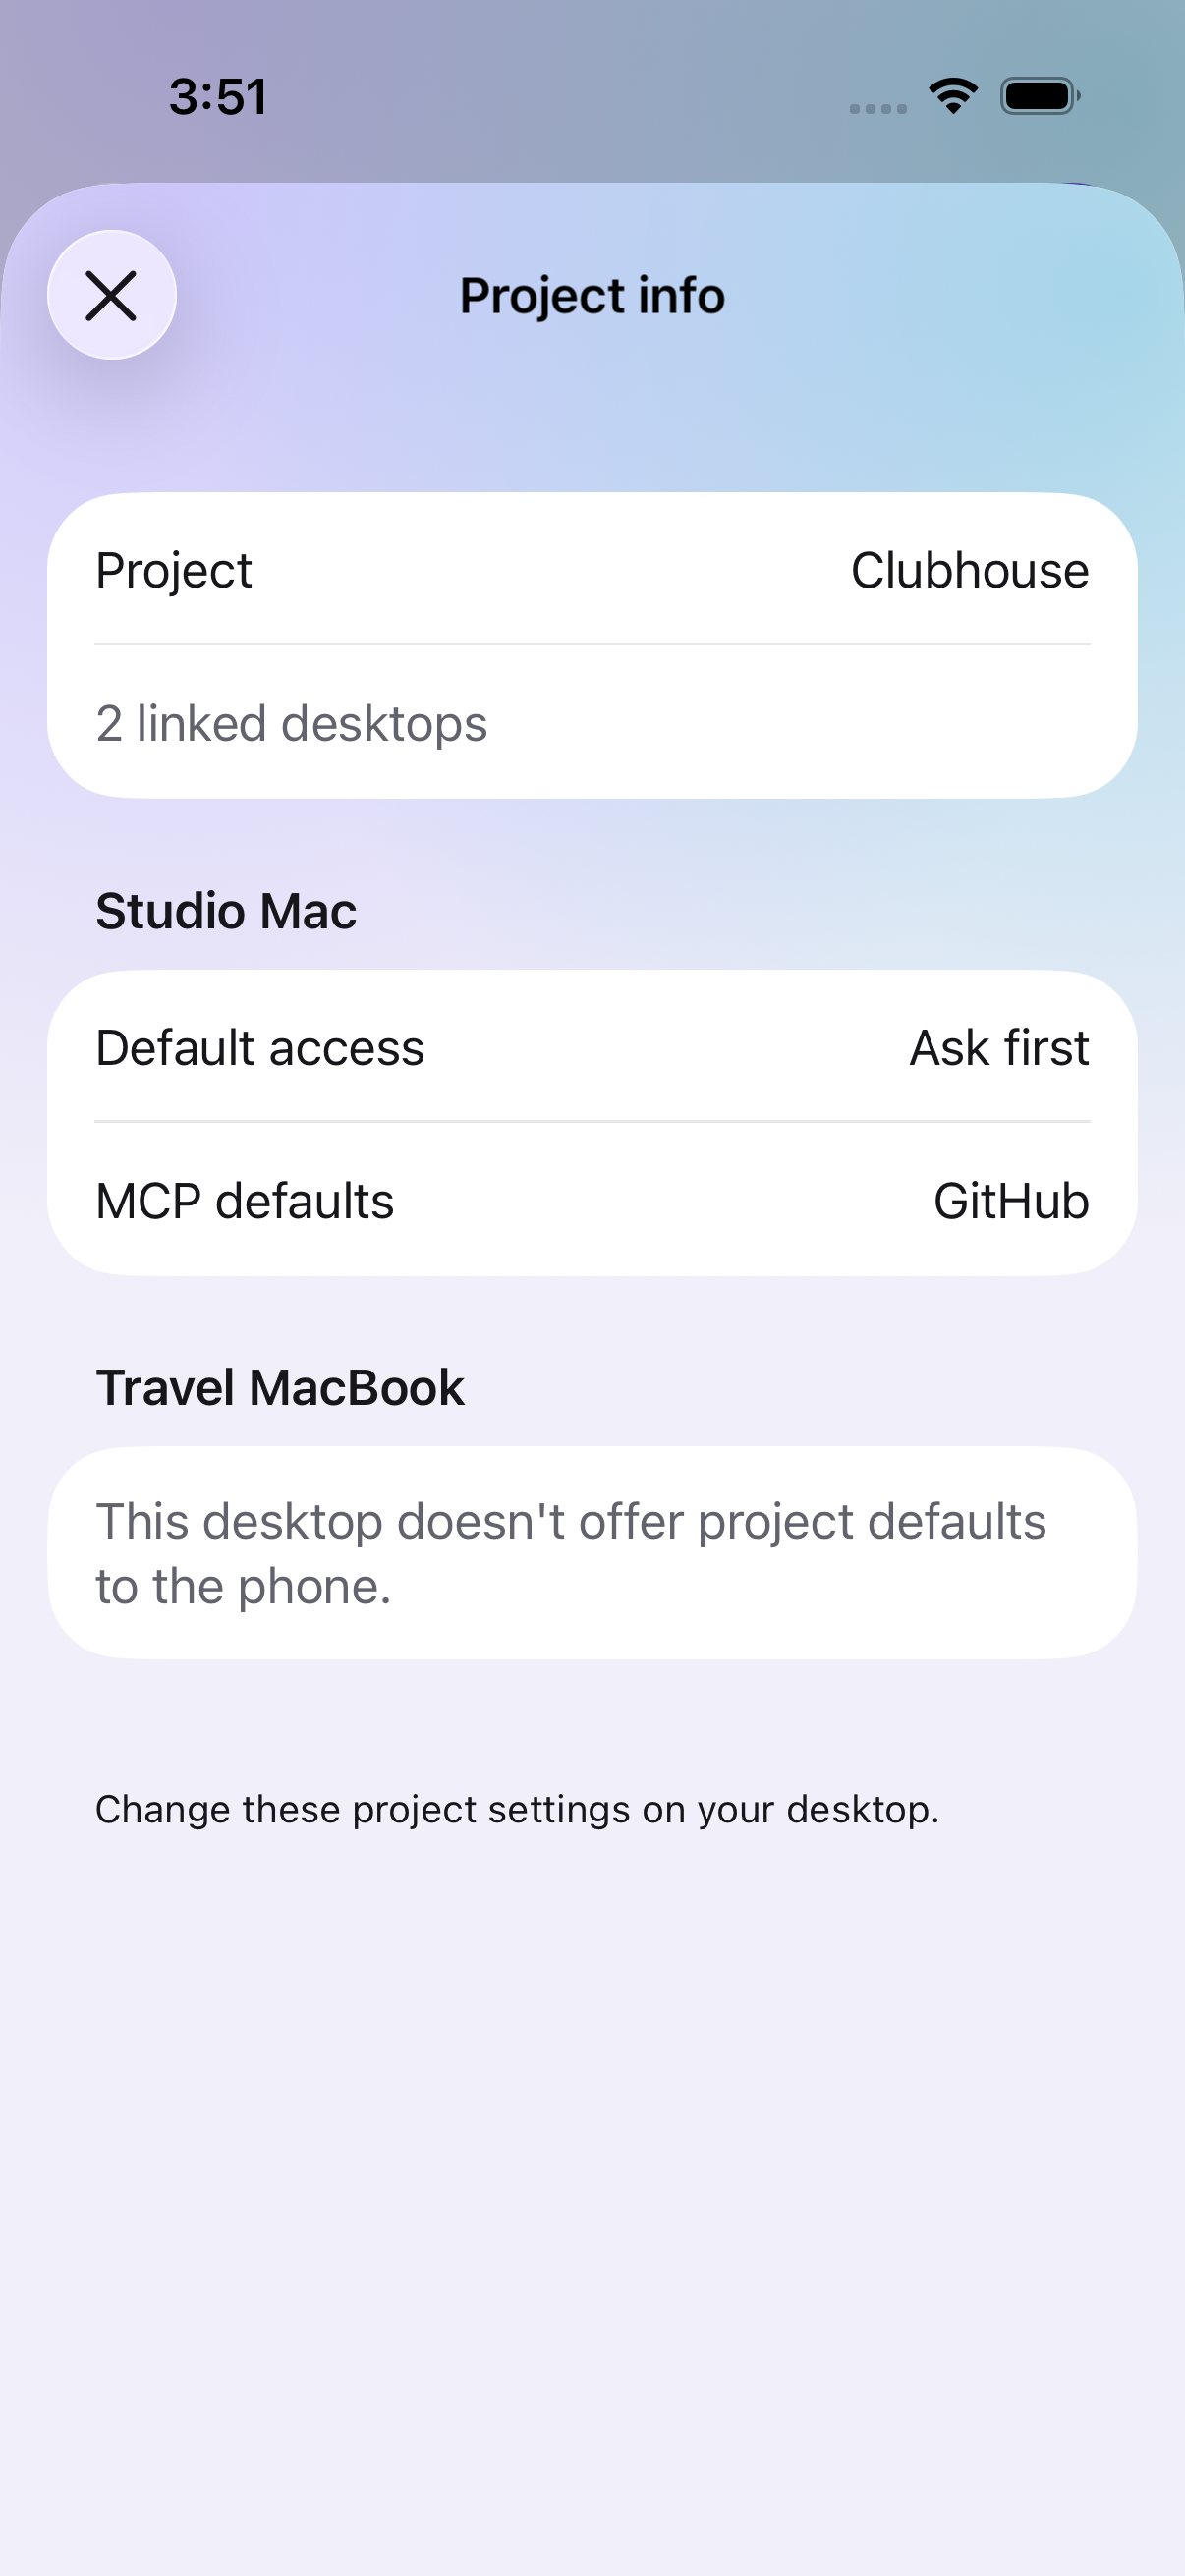 3:51
Project info
Project Clubhouse
2 linked desktops
Studio Mac
Default access Ask first
MCP defaults GitHub
Travel MacBook
This desktop doesn't offer project defaults
to the phone.
Change these project settings on your desktop.